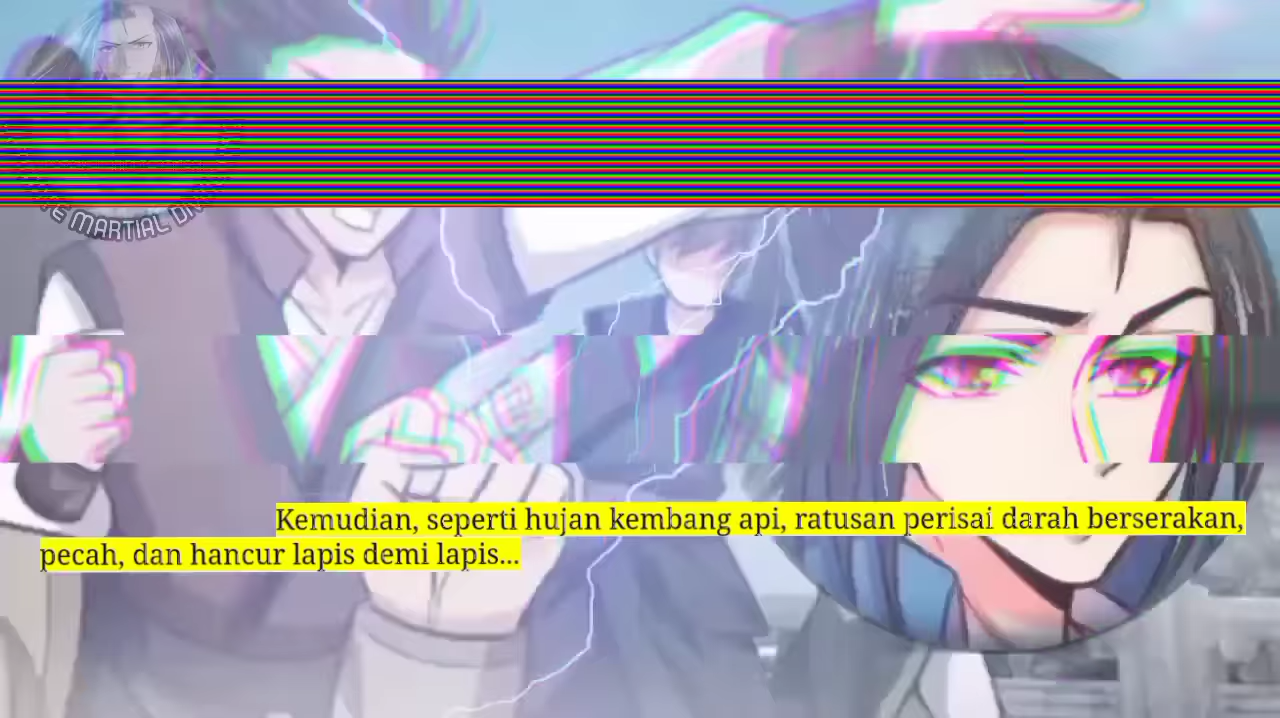 MARTIAL
Kemudian, seperti hujan kembang api, ratusan perisai darah berserakan,
pecah, dan hancur lapis demi lapis...